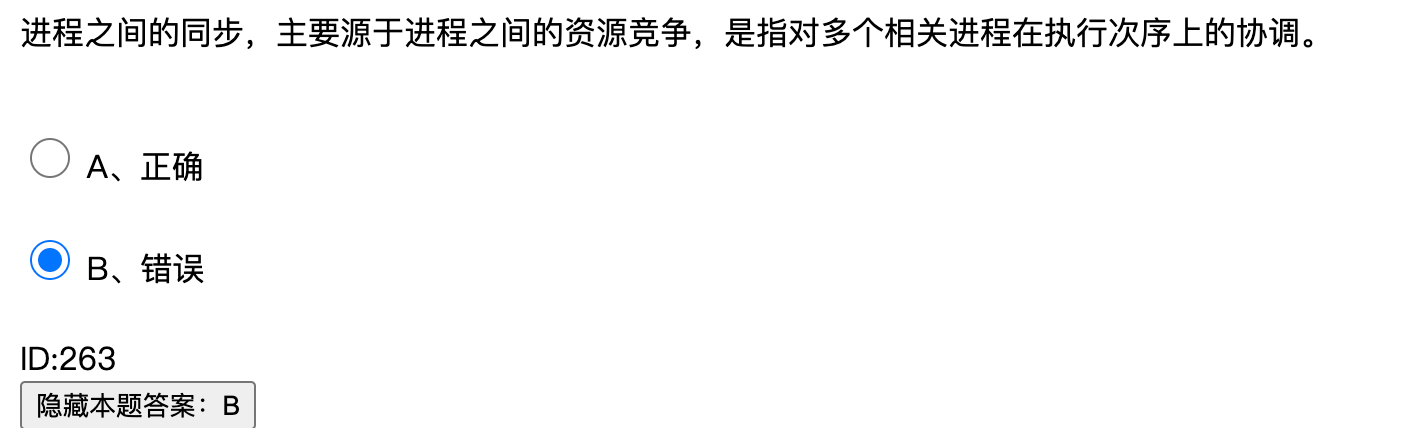 进程之间的同步，主要源于进程之间的资源竞争，是指对多个相关进程在执行次序上的协调。
A、正确
B、错误
ID:263
隐藏本题答案：B